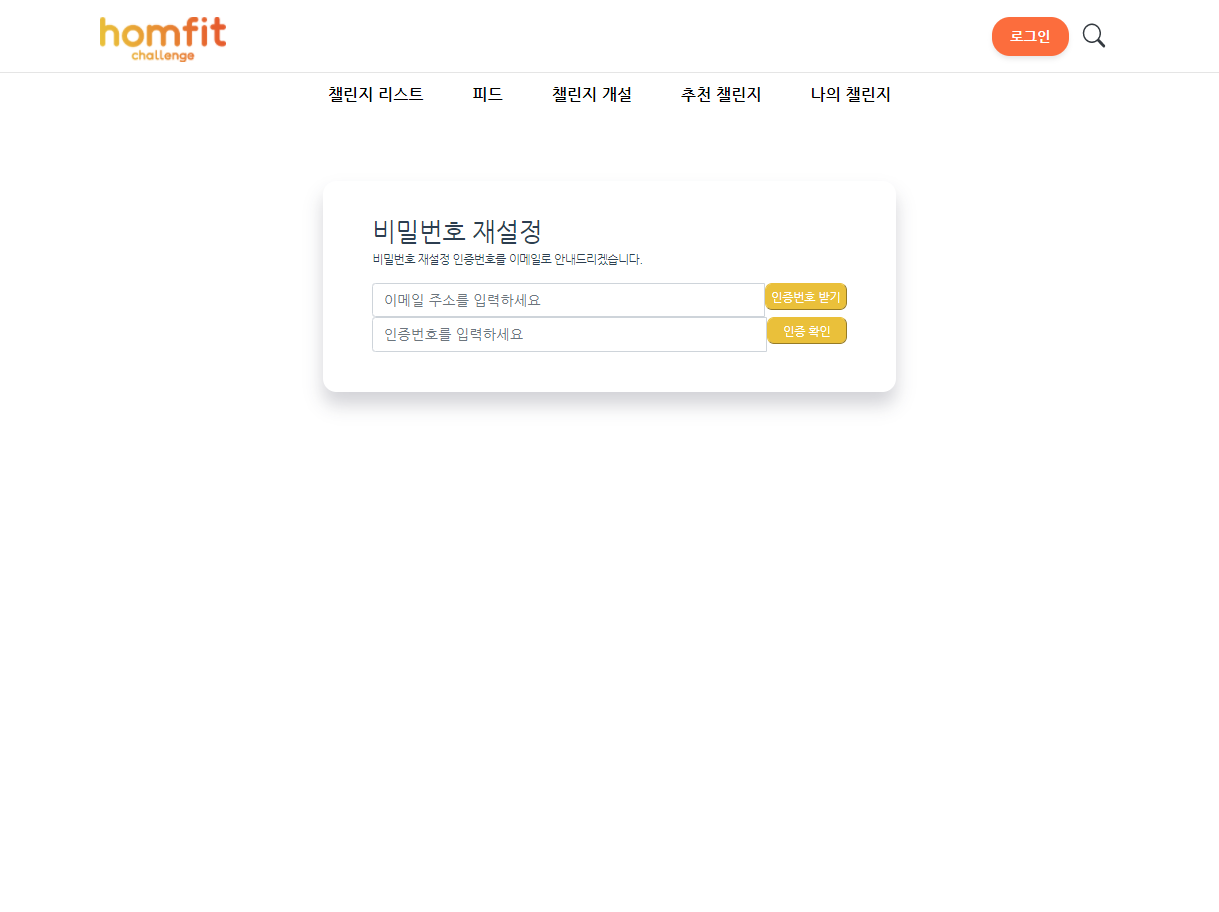 homfit
challenge
로그인
챌린지 리스트 피드 챌린지 개설 추천 챌린지 나의 챌린지
비밀번호 재설정
비밀번호 재설정 인증번호를 이메일로 안내드리겠습니다.
이메일 주소를 입력하세요 인증번호 받기
인증번호를 입력하세요 인증 확인